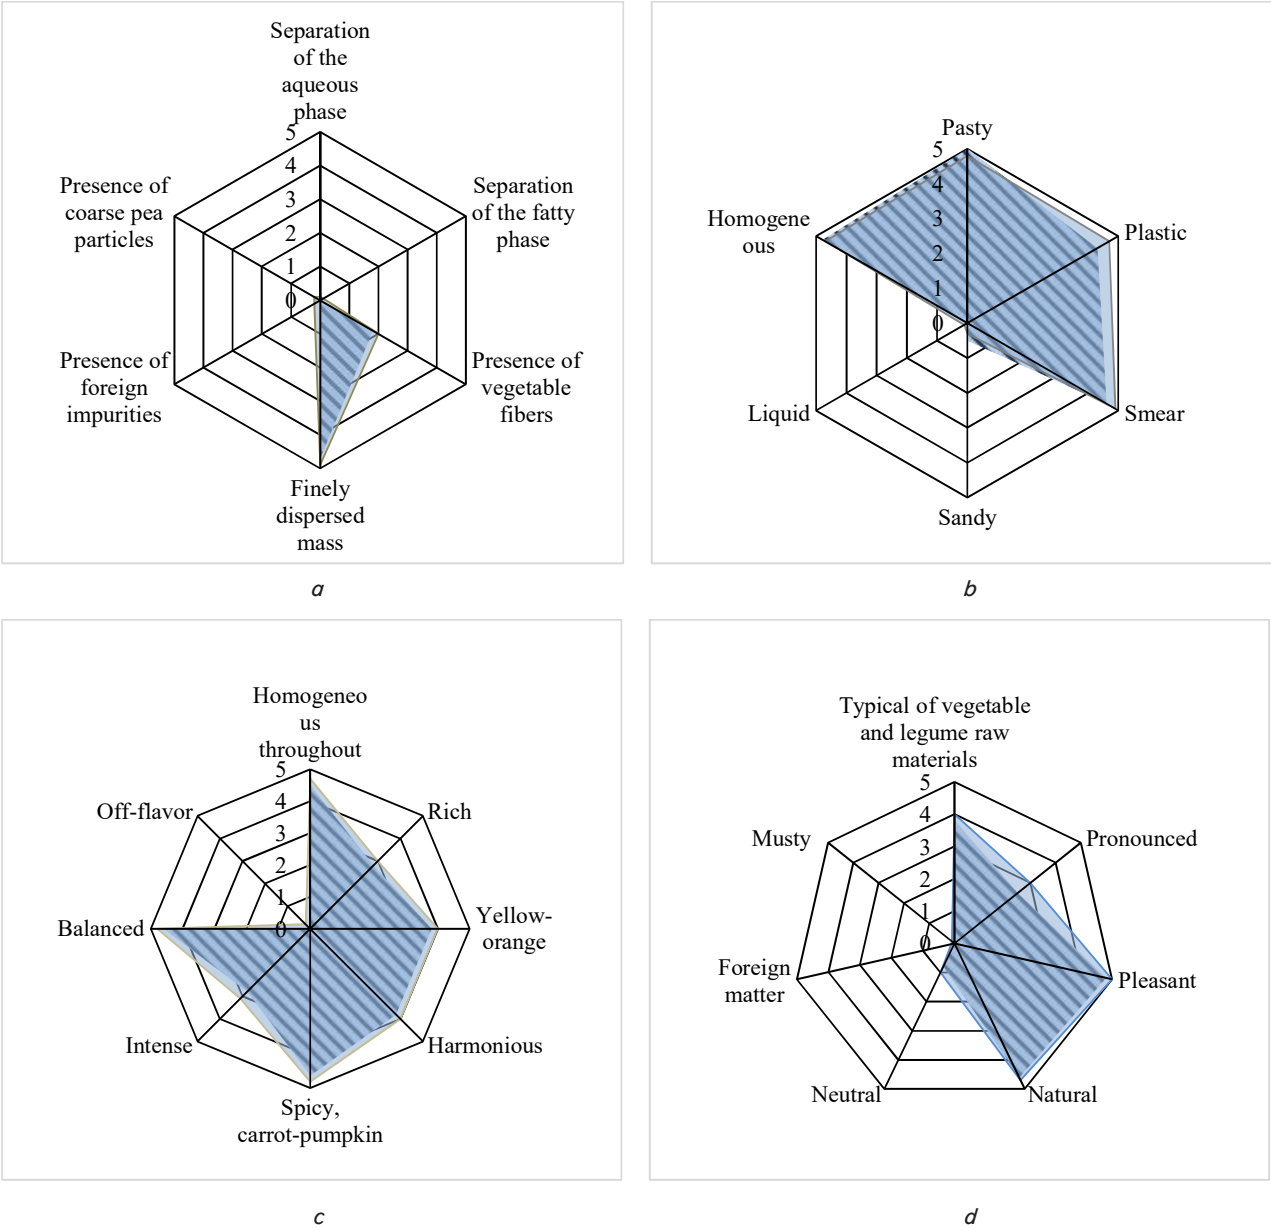 Separation
of the
aqueous
phase
5
4
3
2
1
0
Separation
of the fatty
phase
Presence of
vegetable
fibers
Finely
dispersed
mass
Presence of
foreign
impurities
Presence of
coarse pea
particles
a
Pasty
5
4
3
2
1
0
Plastic
Smear
Sandy
Liquid
Homogene
ous
b
Homogeneo
us
throughout
5
4
3
2
1
0
Rich
Yellow-
orange
Harmonious
Spicy,
carrot-pumpkin
Intense
Balanced
Off-flavor
c
Typical of vegetable
and legume raw
materials
5
4
3
2
1
0
Pronounced
Pleasant
Natural
Neutral
Foreign
matter
Musty
d